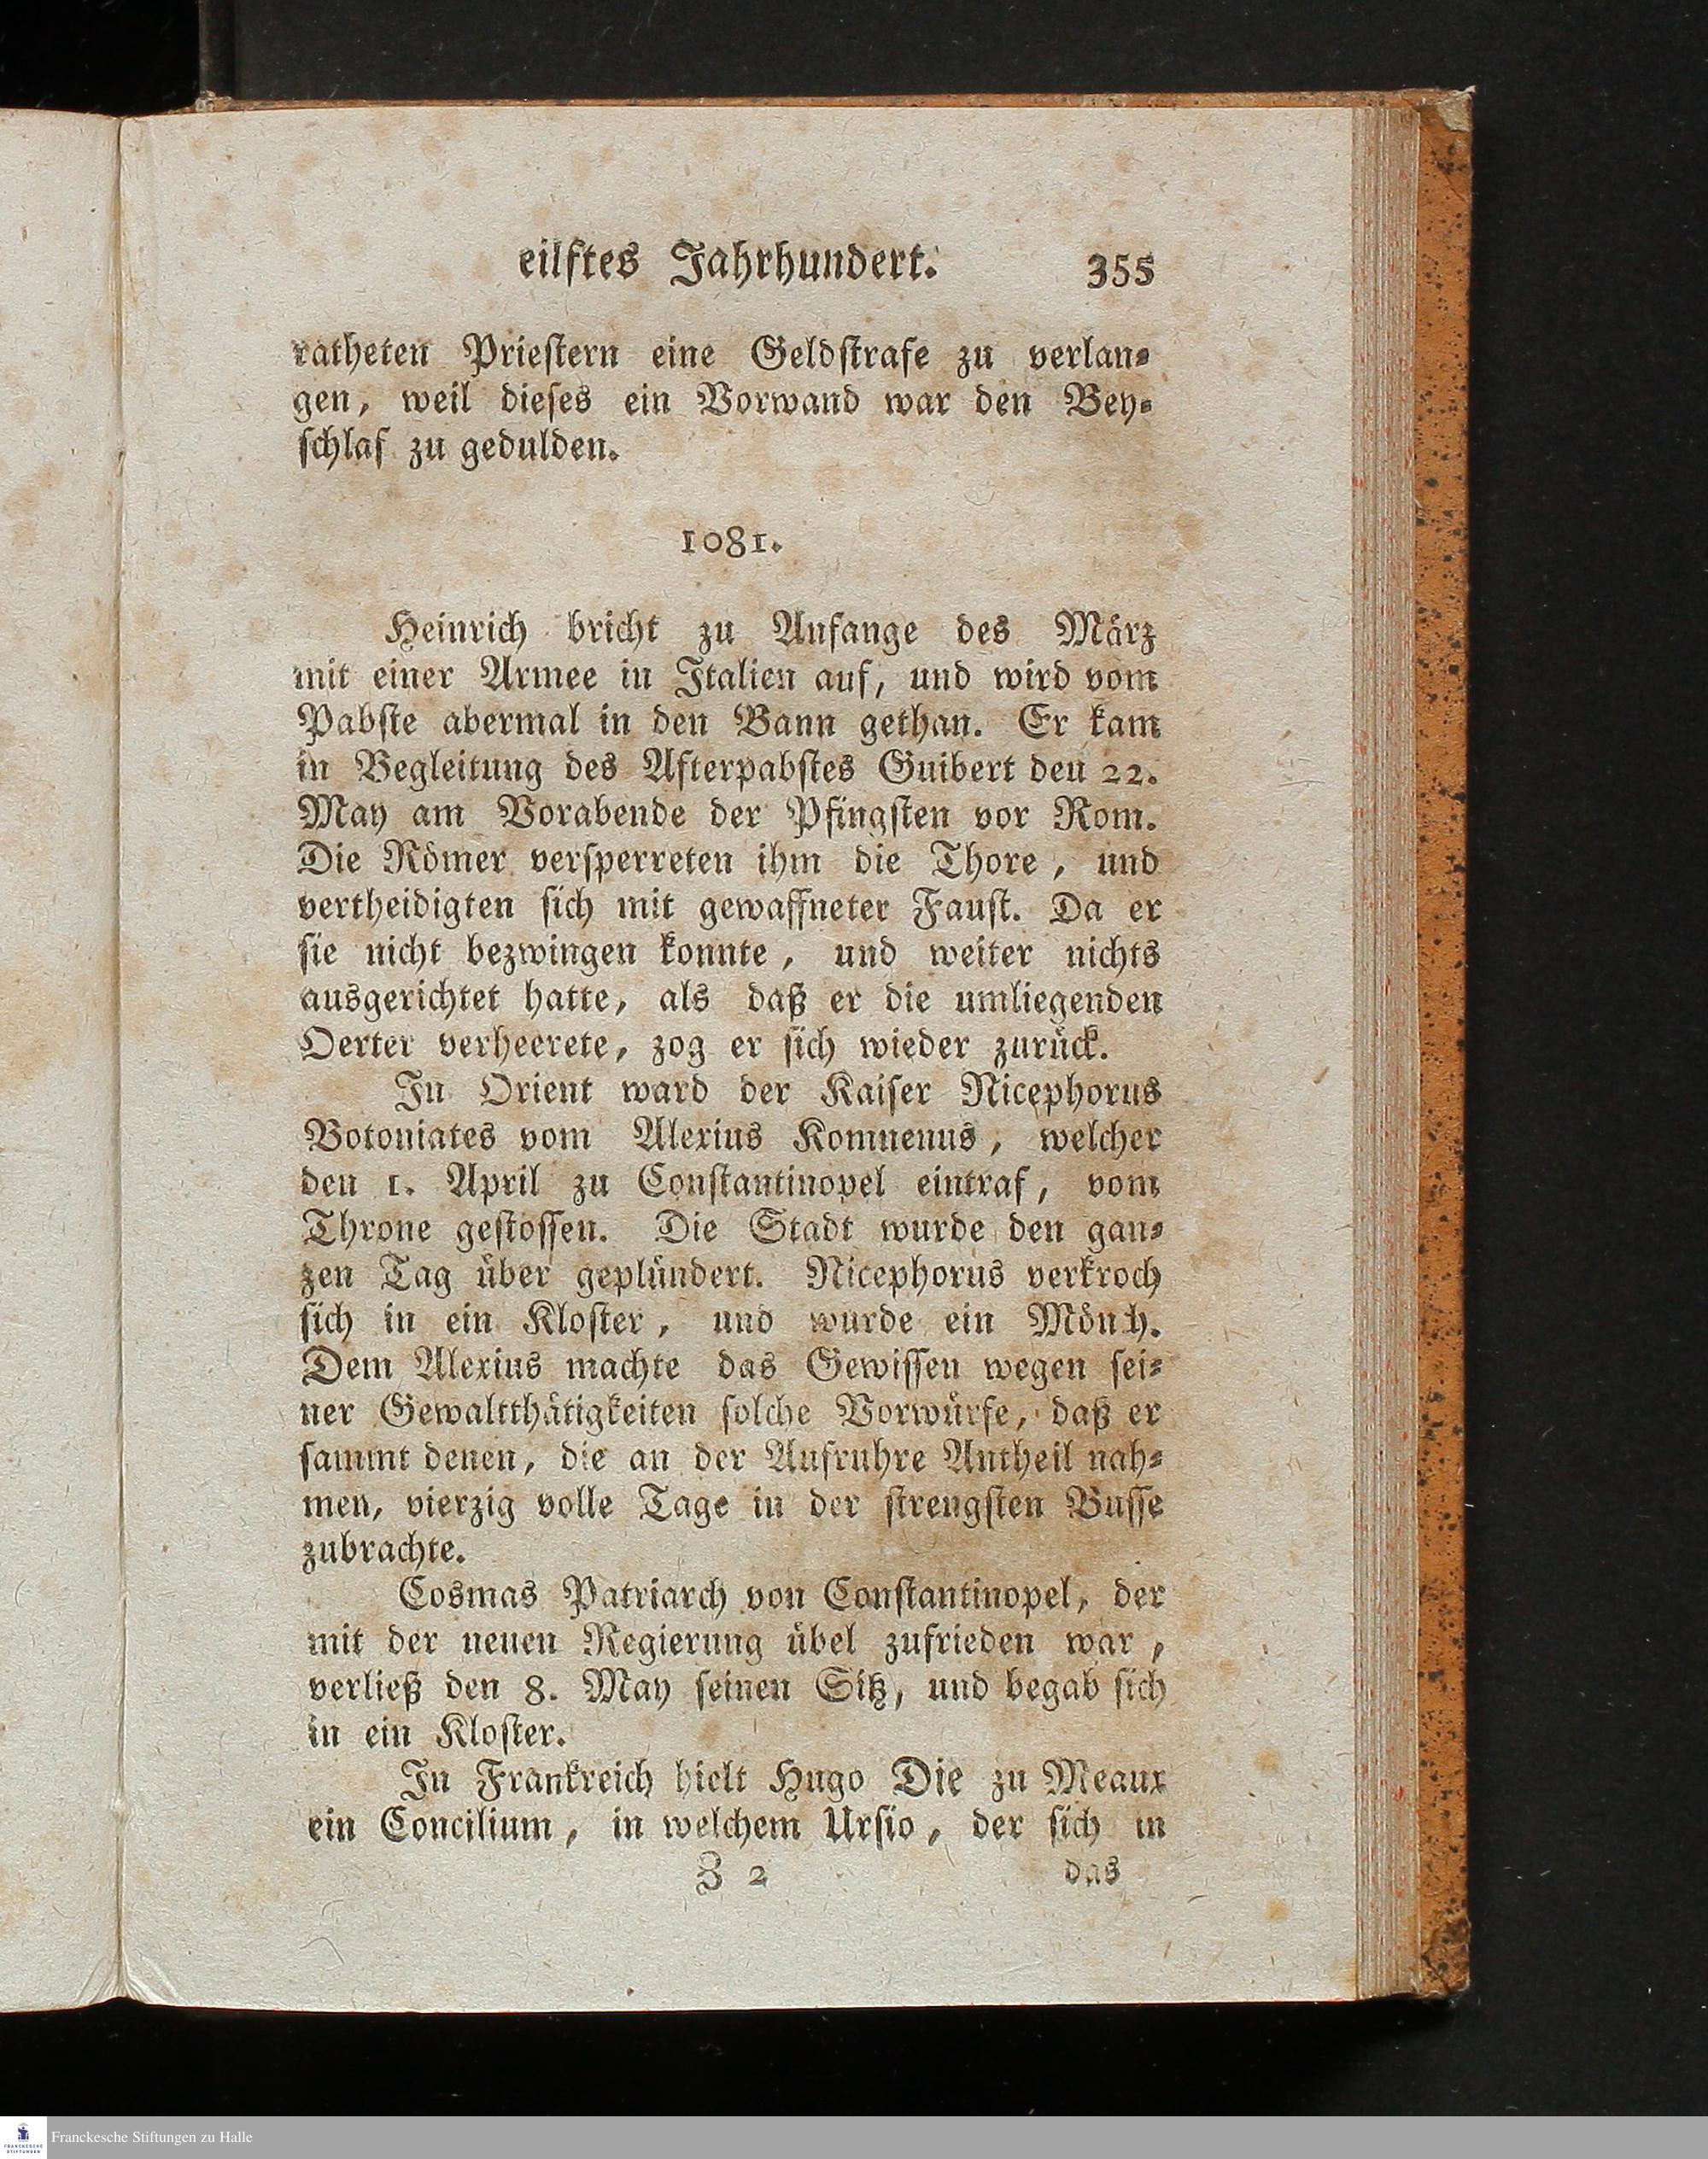 eilftes Jahrhundert. 355
ratheten Priestern eine Geldstrafe zu verlan⸗
gen, weil dieses ein Vorwand war den Bey⸗
schlaf zu gedulden.
1081.
Heinrich bricht zu Anfange des März
mit einer Armee in Italien auf, und wird vom
Pabste abermal in den Bann gethan. Er kam
in Begleitung des Afterpabstes Guibert den 22.
May am Vorabende der Pfingsten vor Rom.
Die Römer versperreten ihm die Thore, und
vertheidigten sich mit gewaffneter Faust. Da er
sie nicht bezwingen konnte, und weiter nichts
ausgerichtet hatte, als daß er die umliegenden
Oerter verheerete, zog er sich wieder zurück.
In Orient ward der Kaiser Nicephorus
Botoniates vom Alexius Komnenus, welcher
den 1. April zu Constantinopel eintraf, vom
Throne gestossen. Die Stadt wurde den gan⸗
zen Tag über geplündert. Nicephorus verkroch
sich in ein Kloster, und wurde ein Mönch.
Dem Alexius machte das Gewissen wegen sei⸗
ner Gewaltthätigkeiten solche Vorwürfe, daß er
sammt denen, die an der Aufruhre Antheil nah⸗
men, vierzig volle Tage in der strengsten Busse
zubrachte.
Cosmas Patriarch von Constantinopel, der
mit der neuen Regierung übel zufrieden war,
verließ den 8. May seinen Sitz, und begab sich
in ein Kloster.
In Frankreich hielt Hugo Die zu Meaux
ein Concilium, in welchem Ursio, der sich in
Z 2 das
Franckesche Stiftungen zu Halle
FRANCKESCHE
STIFTUNGEN